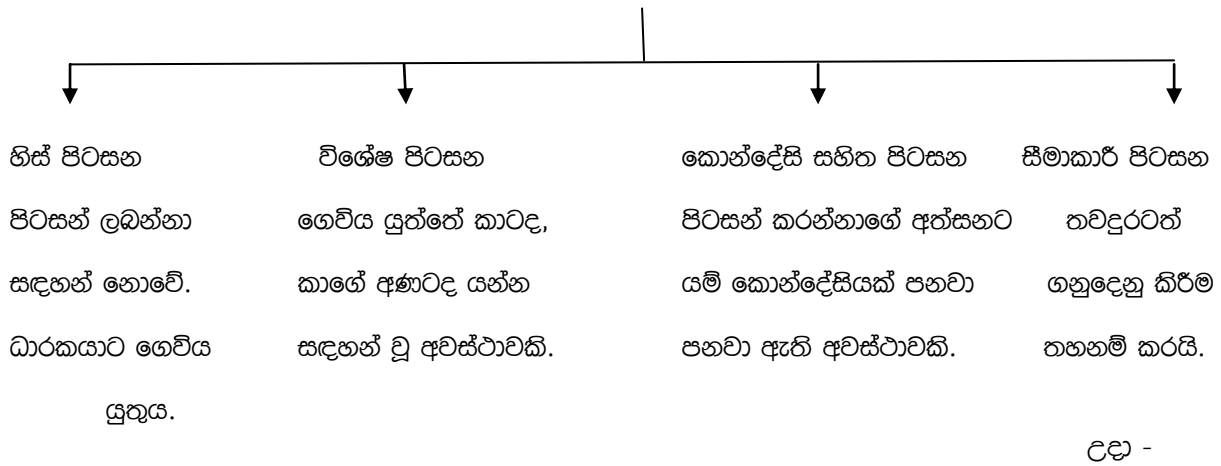 හිස් පිටසන
පිටසන් ලබන්නා
සඳහන් නොවේ.
ධාරකයාට ගෙවිය
යුතුය.
විශේෂ පිටසන
ගෙවිය යුත්තේ කාටද,
කාගේ අණටද යන්න
සඳහන් වූ අවස්ථාවකි.
කොන්දේසි සහිත පිටසන
පිටසන් කරන්නාගේ අත්සනට
යම් කොන්දේසියක් පනවා
පනවා ඇති අවස්ථාවකි.
සීමාකාරී පිටසන
තවදුරටත්
ගනුදෙනු කිරීම
තහනම් කරයි.
උදා -